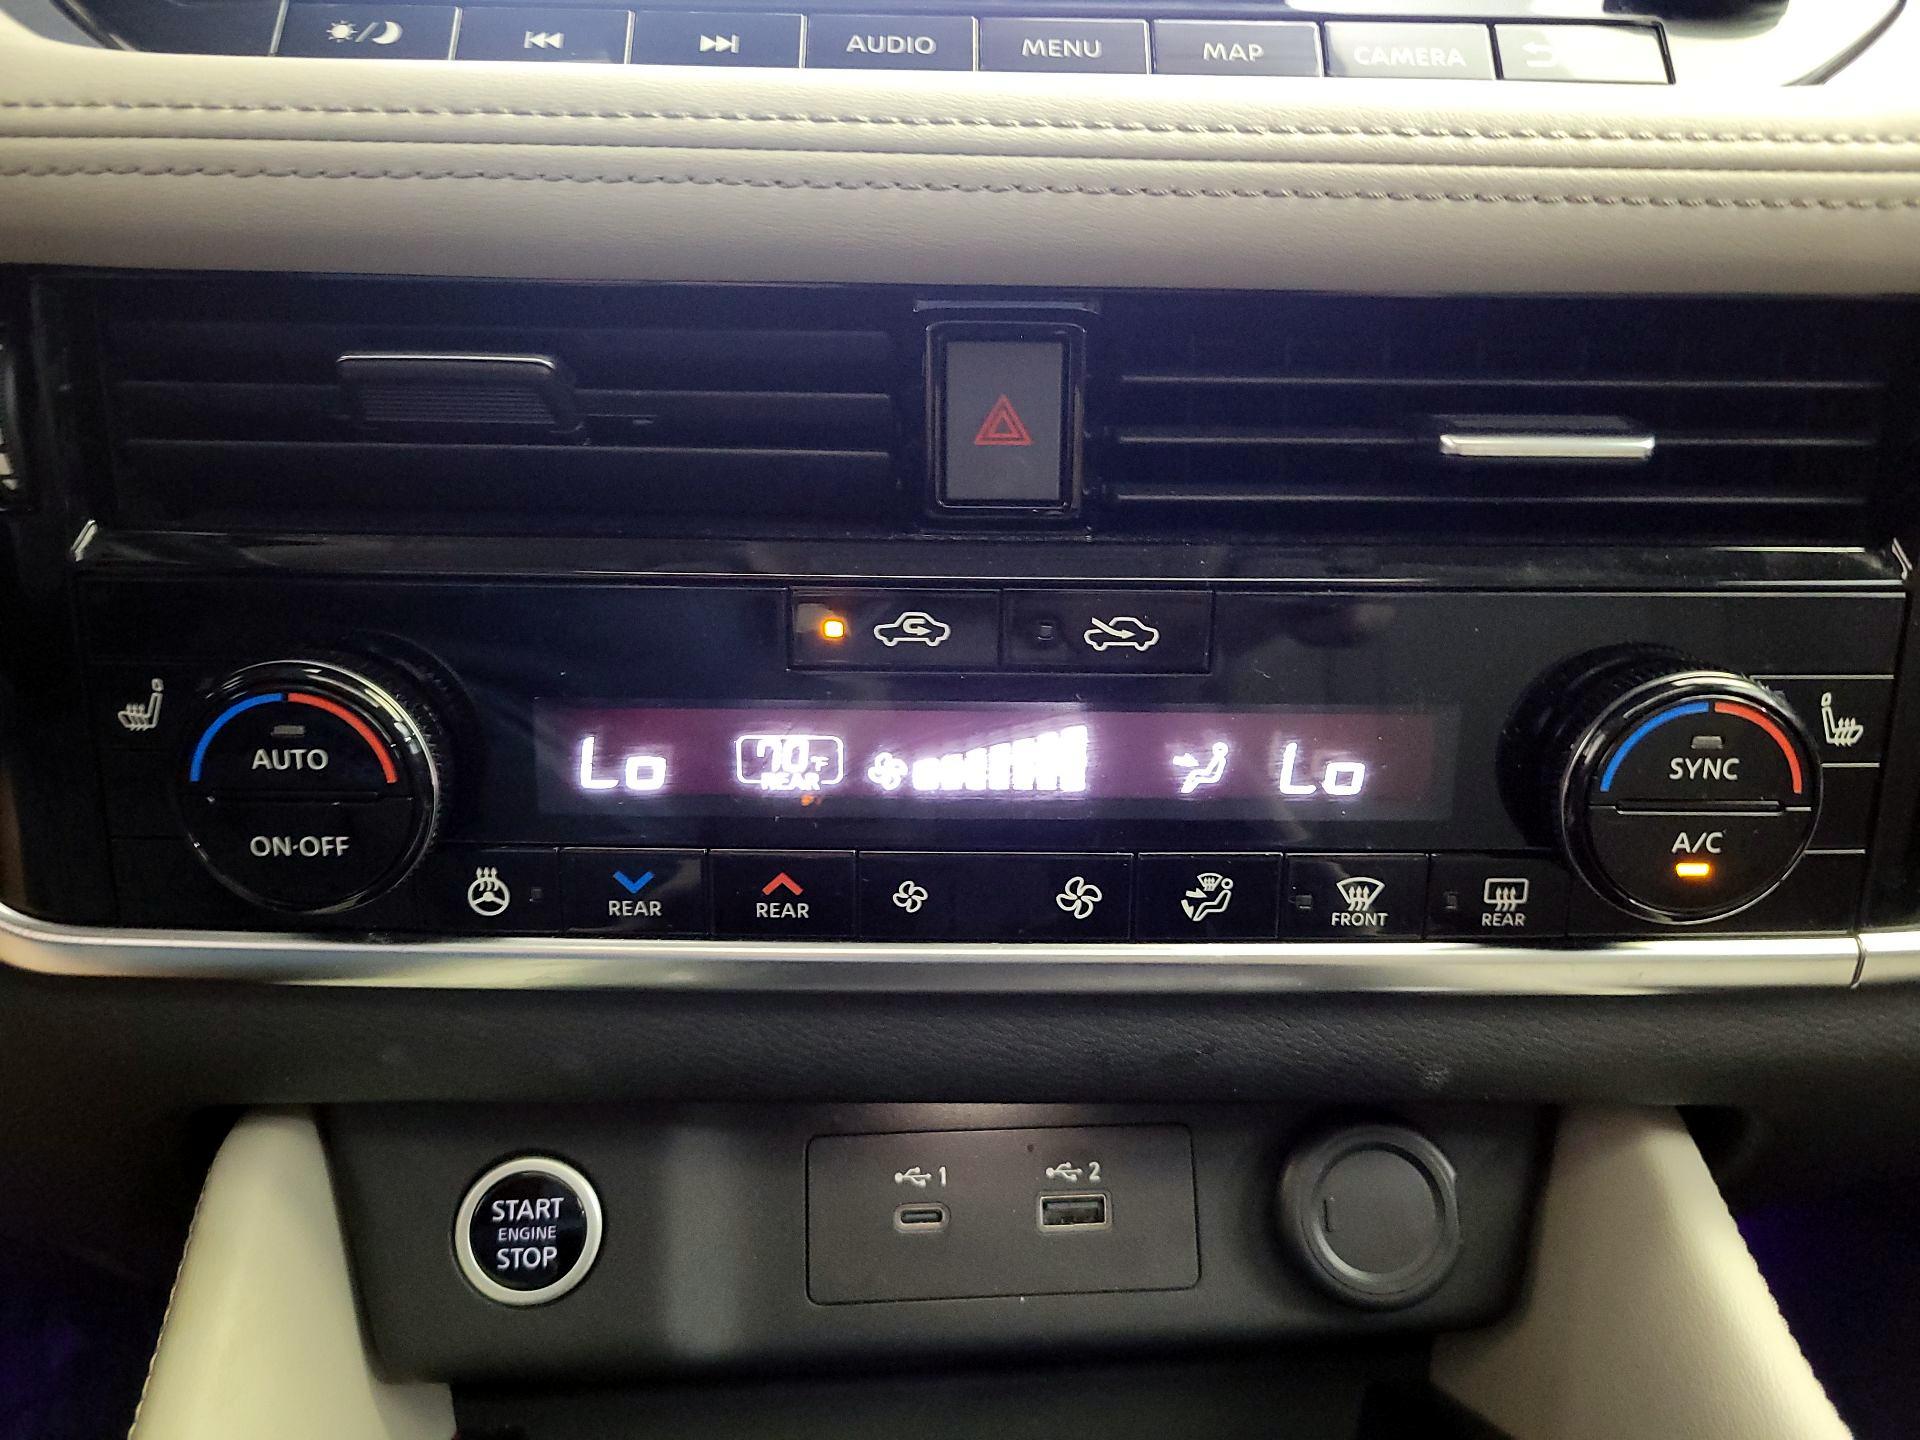 AUDIO
MENU
MAP
CAMERA
AUTO
ON·OFF
Lo
70°F
REAR
Lo
SYNC
A/C
REAR
REAR
FRONT
REAR
START
ENGINE
STOP
1
2